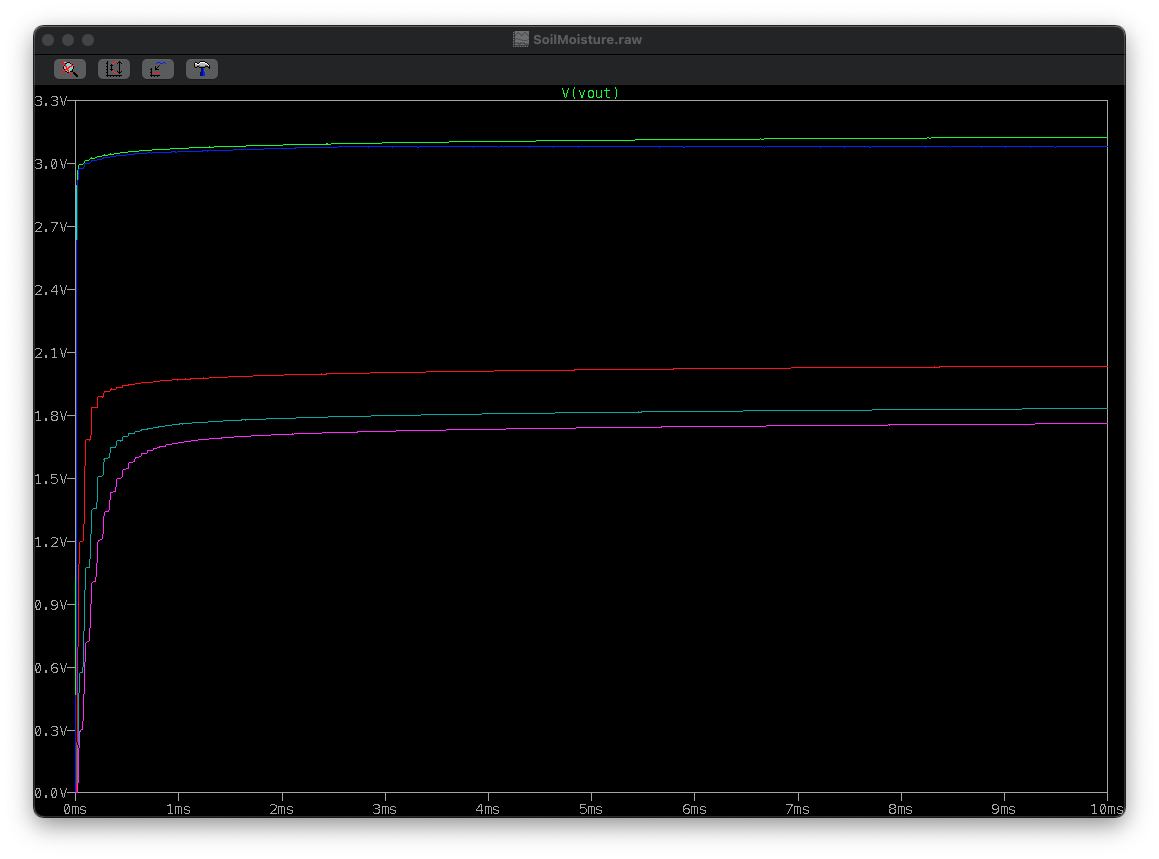 SoilMoisture.raw
V(vout)
3.3V
3.0V
2.7V
2.4V
2.1V
1.8V
1.5V
1.2V
0.9V
0.6V
0.3V
0.0V
0ms 1ms 2ms 3ms 4ms 5ms 6ms 7ms 8ms 9ms 10ms